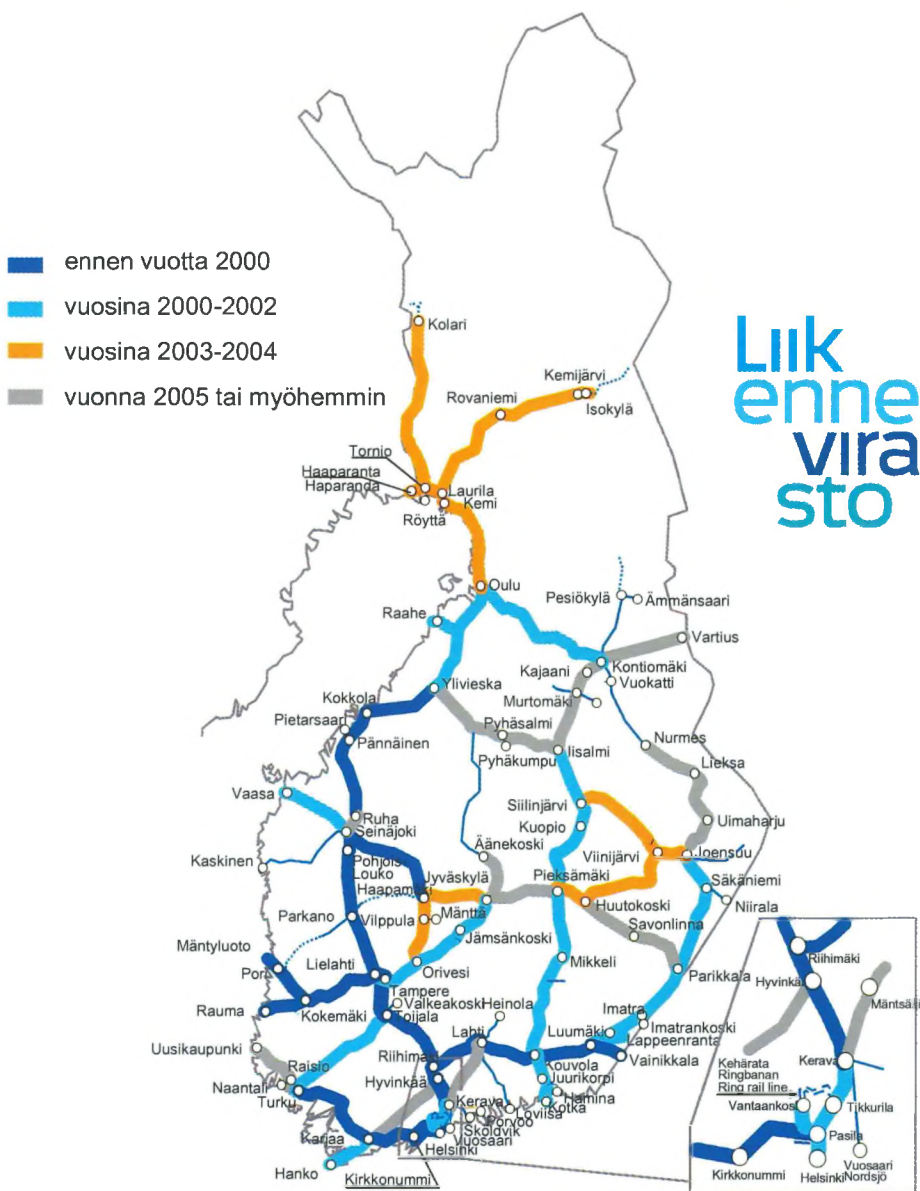 ennen vuotta 2000
vuosina 2000-2002
vuosina 2003-2004
vuonna 2005 tai myöhemmin
Liik
enne
vira
sto
Kolari
Kemijärvi
Rovaniemi
Isokylä
Tornio
Haaparanta
Haparanda
Laurila
Kemi
Röyttä
Oulu
Raahe
Pesiökylä
Ämmänsaari
Vartius
Kajaani
Kontiomäki
Vuokatti
Ylivieska
Murtomäki
Kokkola
Pietarsaari
Pännäinen
Pyhäsalmi
Pyhäkumpu
Iisalmi
Nurmes
Lieksa
Vaasa
Ruha
Seinäjoki
Siilinjärvi
Kuopio
Uimaharju
Kaskinen
Pohjois
Louko
Äänekoski
Viinijärvi
Joensuu
Jyväskylä
Haapamäki
Pieksämäki
Säkäniemi
Niirala
Parkano
Vilppula
Mänttä
Huutokoski
Savonlinna
Mäntyluoto
Pori
Lielahti
Jämsänkoski
Orivesi
Mikkeli
Parikkala
Tampere
Rauma
Kokemäki
Valkeakoski
Heinola
Toijala
Imatra
Imatrankoski
Uusikaupunki
Lahti
Luumäki
Lappeenranta
Raisio
Riihimäki
Kouvola
Vainikkala
Naantali
Hyvinkää
Juurikorpi
Turku
Hamina
Kerava
Loviisa
Kotka
Porvoo
Sköldvik
Karjaa
Vuosaari
Helsinki
Hanko
Kirkkonummi
Riihimäki
Hyvinkää
Mäntsälä
Kehärata
Ringbanan
Ring rail line
Kerava
Vantaankoski
Tikkurila
Pasila
Kirkkonummi
Helsinki
Vuosaari
Nordsjö